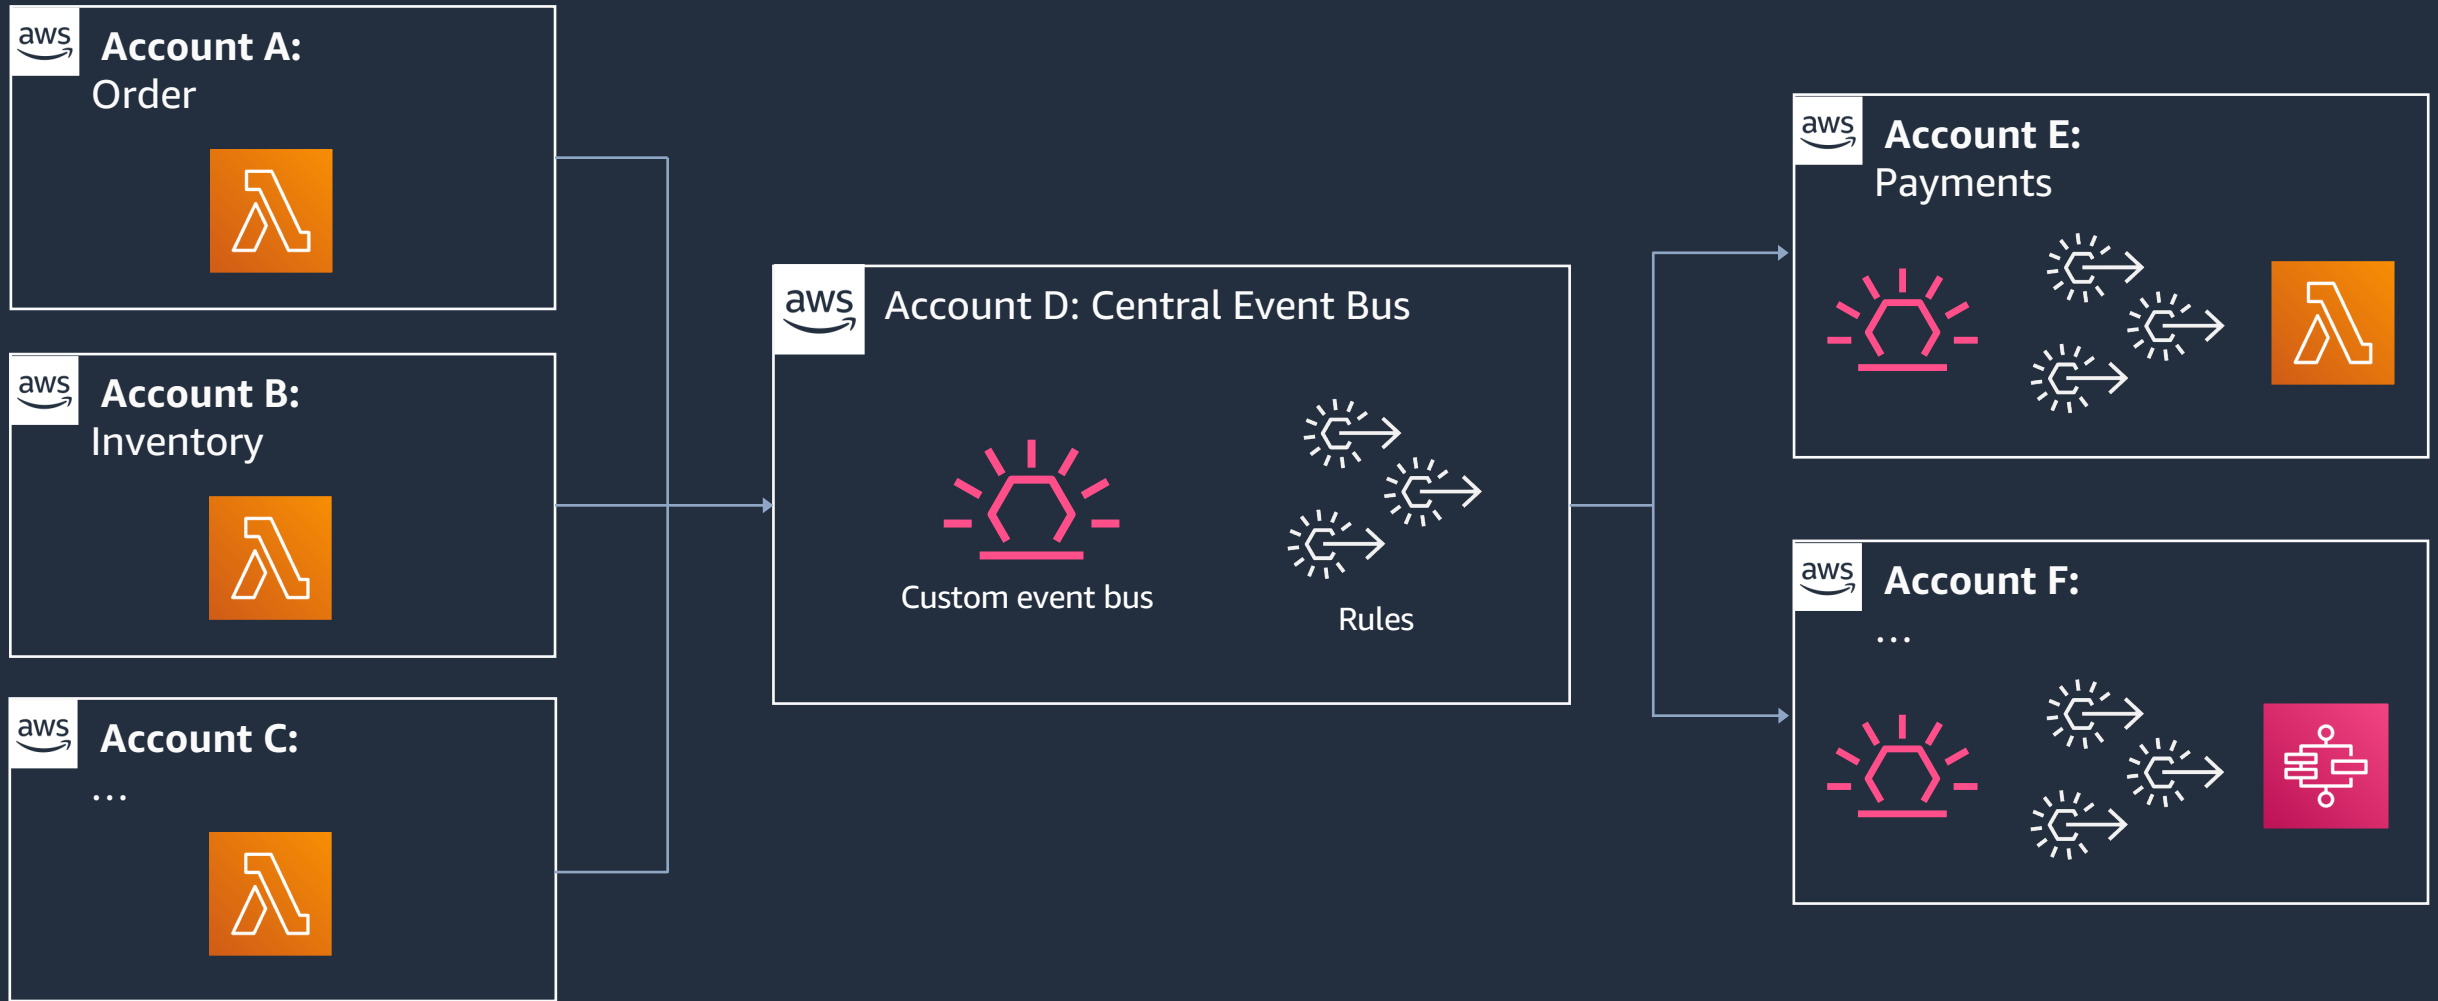 aws
Account A:
Order
aws
Account B:
Inventory
aws
Account C:
...
aws
Account D: Central Event Bus
Custom event bus
Rules
aws
Account E:
Payments
aws
Account F:
...